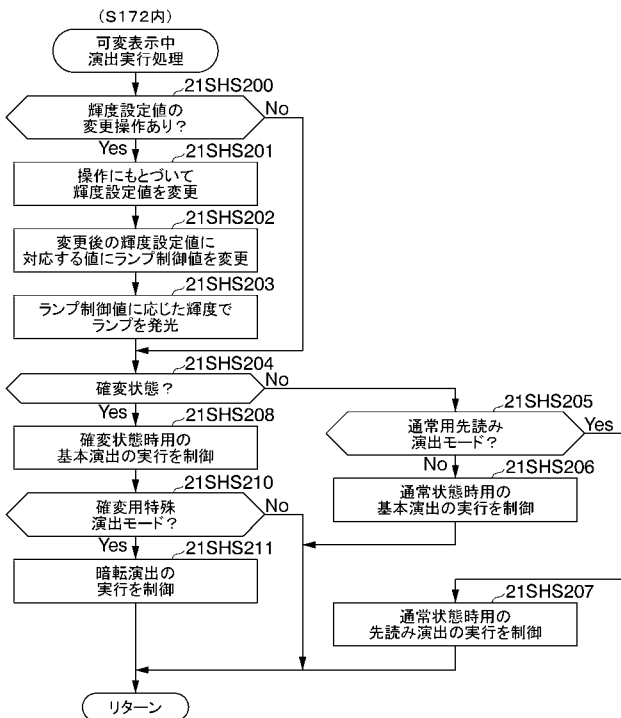 (S172内)
可変表示中
演出実行処理
21SHS200
輝度設定値の
変更操作あり?
No
Yes
21SHS201
操作にもとづいて
輝度設定値を変更
21SHS202
変更後の輝度設定値に
対応する値にランプ制御値を変更
21SHS203
ランプ制御値に応じた輝度で
ランプを発光
21SHS204
確変状態?
No
Yes
21SHS205
通常用先読み
演出モード?
Yes
No
21SHS208
確変状態時用の
基本演出の実行を制御
21SHS206
通常状態時用の
基本演出の実行を制御
21SHS210
確変用特殊
演出モード?
No
Yes
21SHS211
暗転演出の
実行を制御
21SHS207
通常状態時用の
先読み演出の実行を制御
リターン